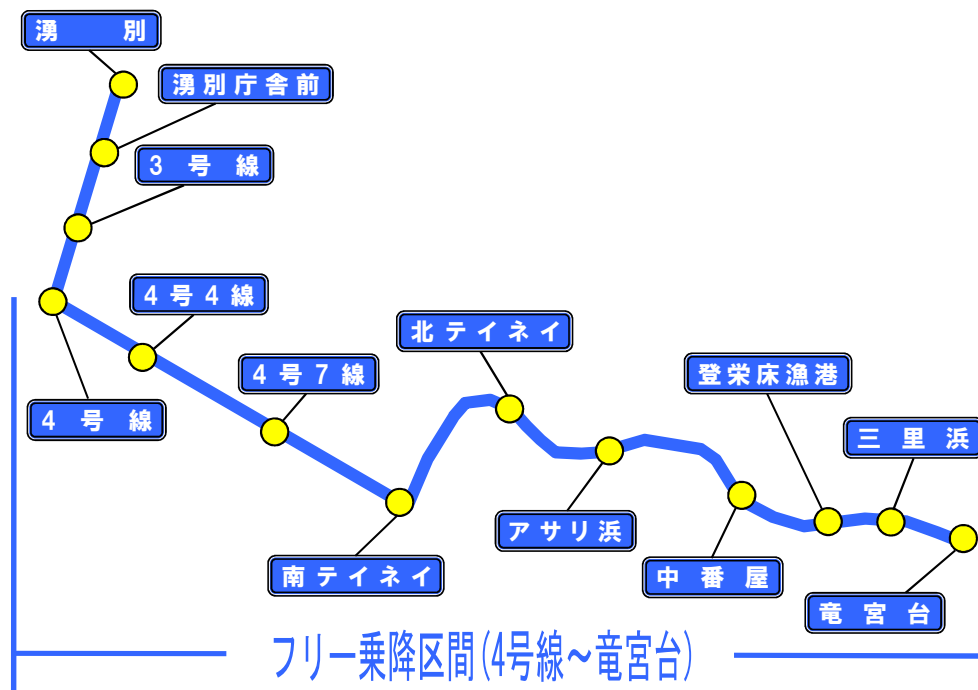 湧別
湧別庁舎前
3号線
4号4線
4号線
4号7線
南テイネイ
北テイネイ
アサリ浜
中番屋
登栄床漁港
三里浜
竜宮台
フリー乗降区間(4号線～竜宮台)